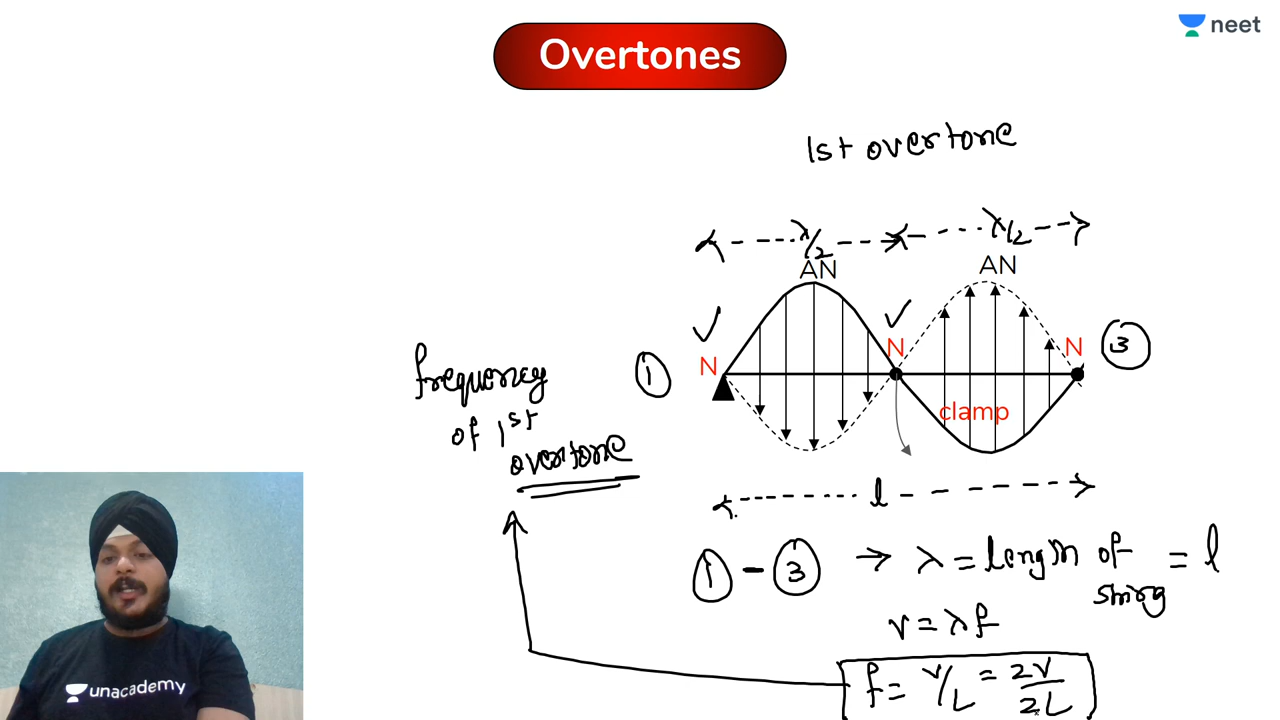 neet
Overtones
1st overtone
λ/2 λ/2
AN AN
N N N
① ③
frequency
of 1st
overtone
clamp
l
① - ③ → λ = length of string = l
v = λf
f = v/L = 2V/2L
unacademy